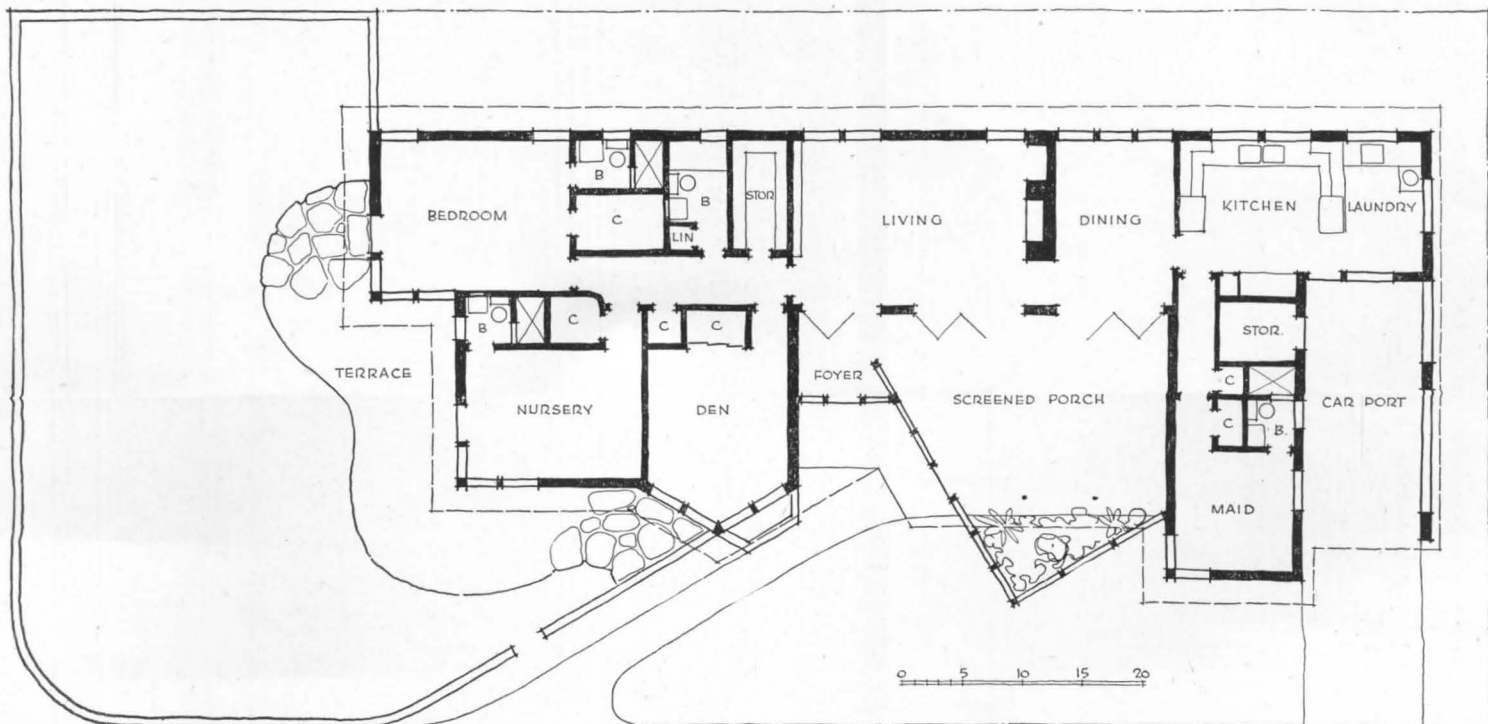 B
BEDROOM
C
B
LIN
STOR
LIVING
DINING
KITCHEN
LAUNDRY
B
C
C
TERRACE
NURSERY
DEN
FOYER
SCREENED PORCH
STOR.
C
C
B.
CAR PORT
MAID
0 5 10 15 20